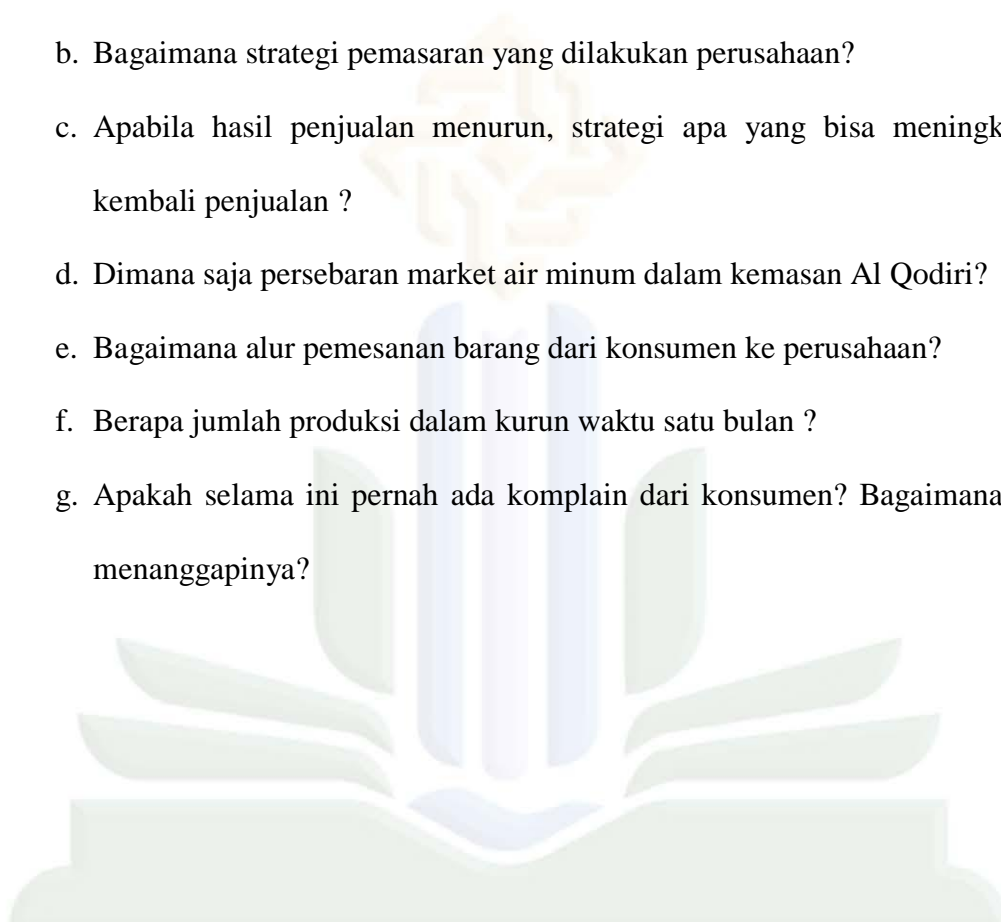 b. Bagaimana strategi pemasaran yang dilakukan perusahaan?
c. Apabila hasil penjualan menurun, strategi apa yang bisa meningk
kembali penjualan ?
d. Dimana saja persebaran market air minum dalam kemasan Al Qodiri?
e. Bagaimana alur pemesanan barang dari konsumen ke perusahaan?
f. Berapa jumlah produksi dalam kurun waktu satu bulan ?
g. Apakah selama ini pernah ada komplain dari konsumen? Bagaimana
menanggapinya?